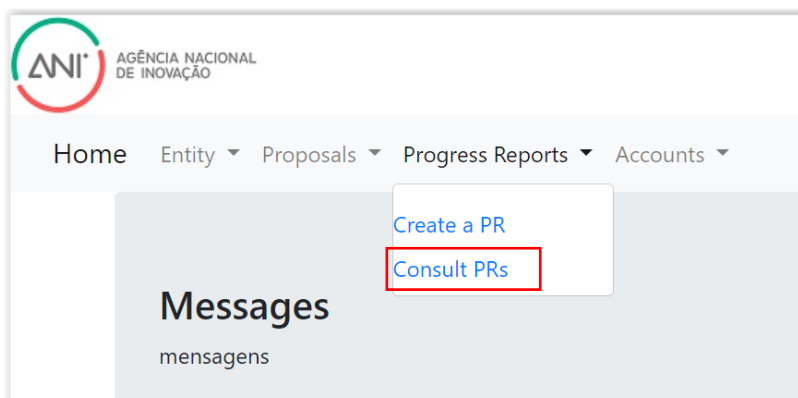 ANI
AGÊNCIA NACIONAL
DE INOVAÇÃO
Home Entity Proposals Progress Reports Accounts
Create a PR
Consult PRs
Messages
mensagens